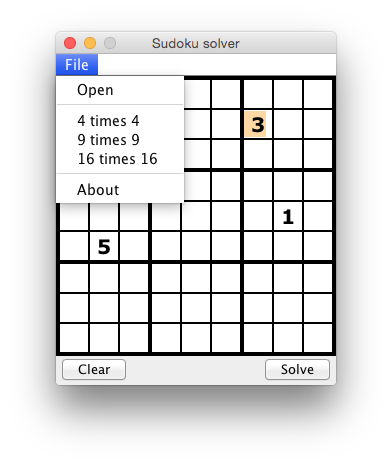 Sudoku solver
File
Open
4 times 4
9 times 9
16 times 16
About
3
1
5
Clear
Solve